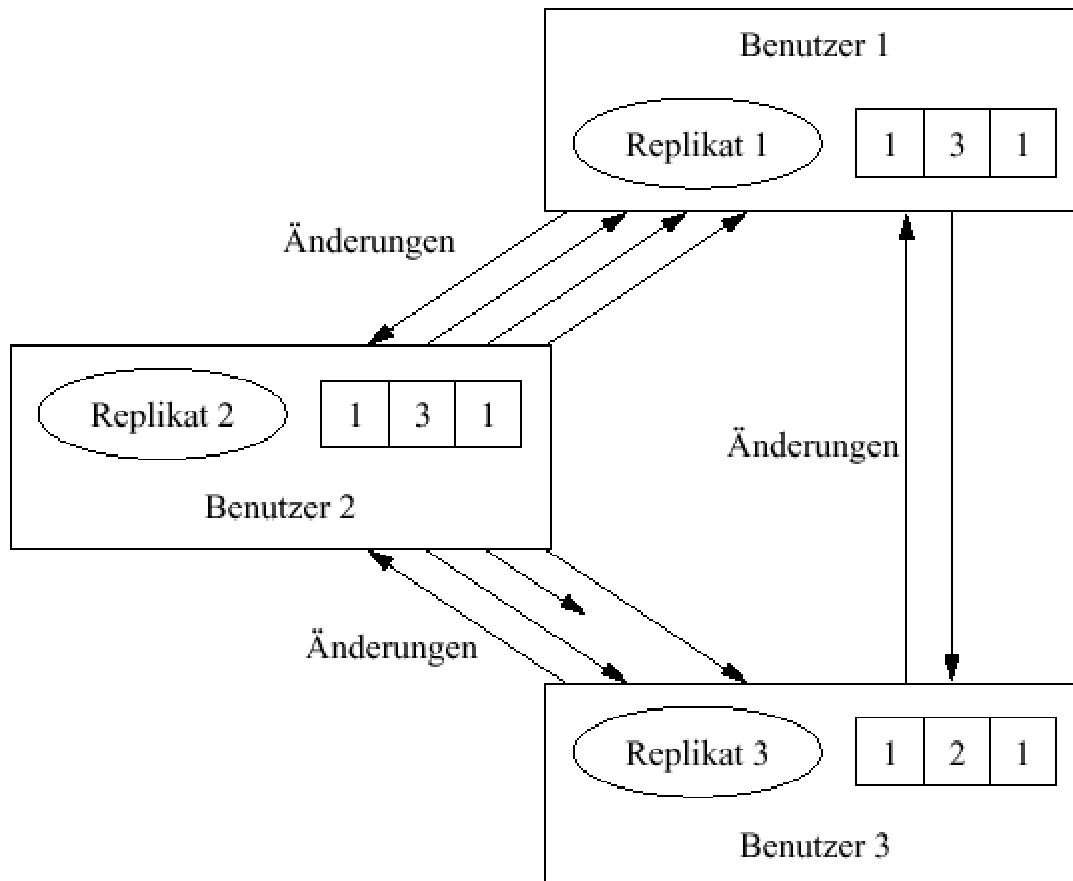 Benutzer 1
Replikat 1 1 3 1
Änderungen
Replikat 2 1 3 1
Änderungen
Benutzer 2
Änderungen
Replikat 3 1 2 1
Benutzer 3